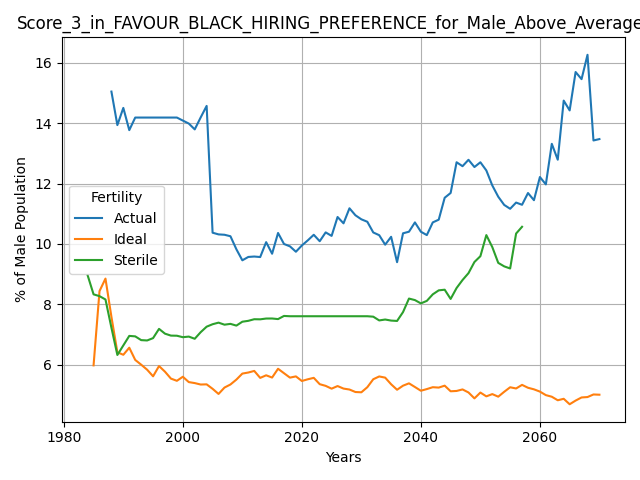 Score_3_in_FAVOUR_BLACK_HIRING_PREFERENCE_for_Male_Above_Average
16
14
12
10
8
6
% of Male Population
Fertility
Actual
Ideal
Sterile
1980
2000
2020
2040
2060
Years